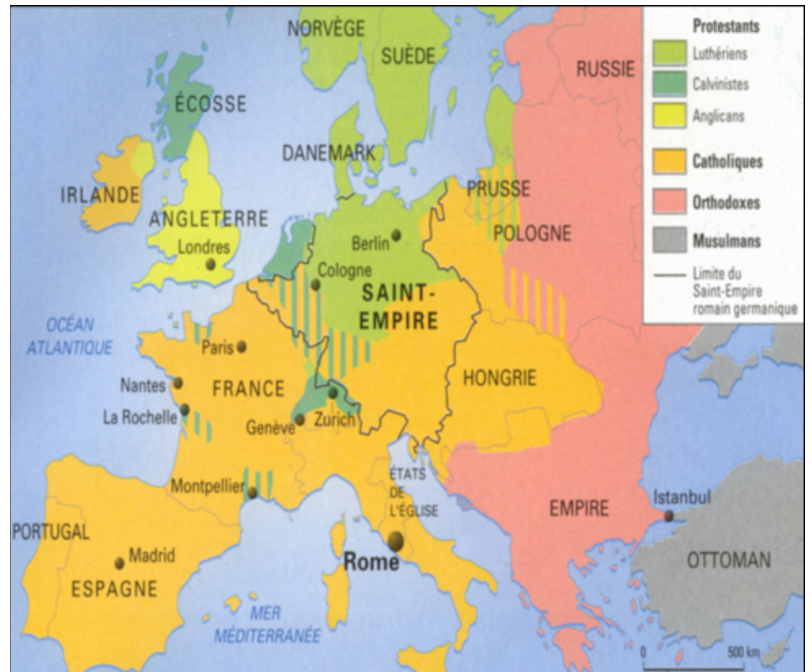 NORVÈGE
SUÈDE
RUSSIE
ÉCOSSE
DANEMARK
IRLANDE
ANGLETERRE
Londres
PRUSSE
POLOGNE
Berlin
Cologne
SAINT-
EMPIRE
OCÉAN
ATLANTIQUE
Paris
Nantes
FRANCE
HONGRIE
La Rochelle
Genève
Zurich
Montpellier
ÉTATS
DE
L'ÉGLISE
PORTUGAL
Madrid
ESPAGNE
Rome
EMPIRE
Istanbul
OTTOMAN
MER
MÉDITERRANÉE
0 500 km
Protestants
Luthériens
Calvinistes
Anglicans
Catholiques
Orthodoxes
Musulmans
Limite du
Saint-Empire
romain germanique